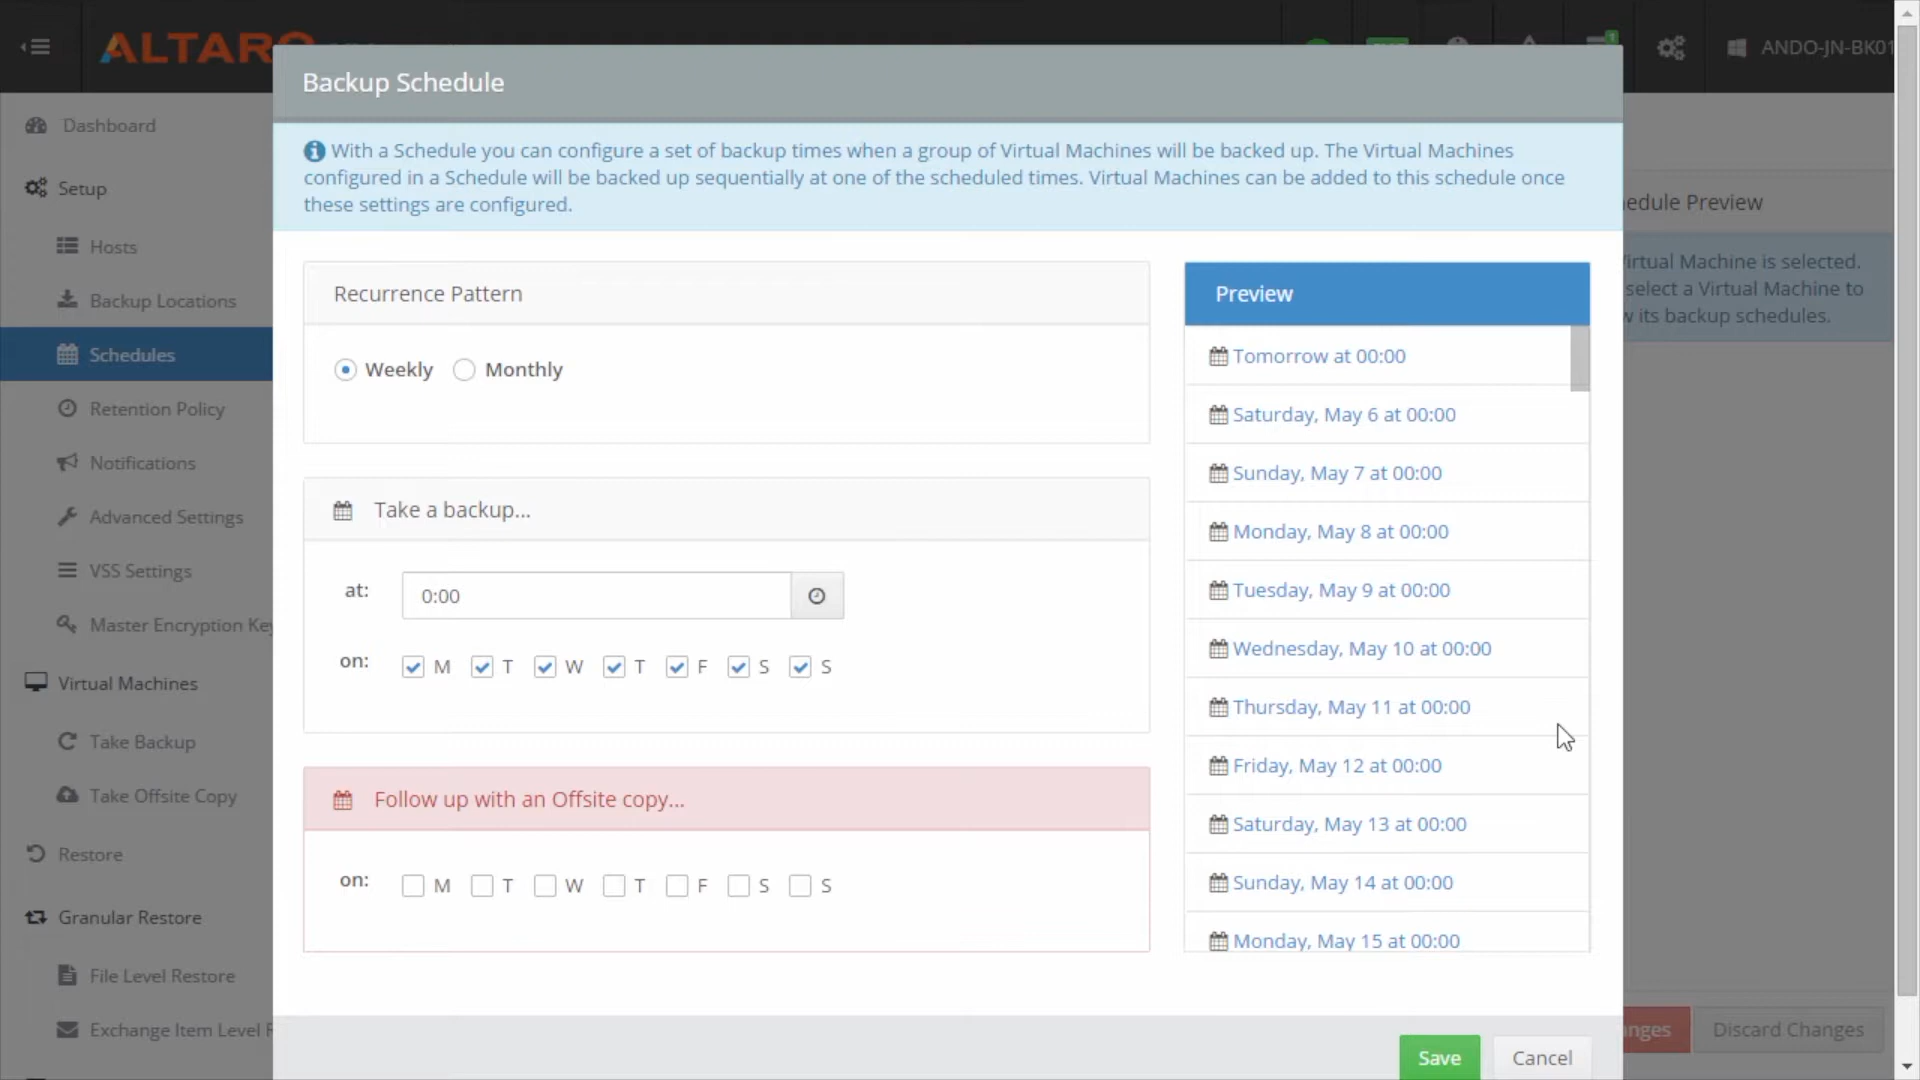 ALTARO
1
ANDO-JN-BK01
Backup Schedule
With a Schedule you can configure a set of backup times when a group of Virtual Machines will be backed up. The Virtual Machines
configured in a Schedule will be backed up sequentially at one of the scheduled times. Virtual Machines can be added to this schedule once
these settings are configured.
Dashboard
Setup
Hosts
Backup Locations
Schedules
Retention Policy
Notifications
Advanced Settings
VSS Settings
Master Encryption Key
Virtual Machines
Take Backup
Take Offsite Copy
Restore
Granular Restore
File Level Restore
Exchange Item Level R
Recurrence Pattern
Weekly Monthly
Take a backup...
at: 0:00
on: M T W T F S S
Follow up with an Offsite copy...
on: M T W T F S S
Preview
Tomorrow at 00:00
Saturday, May 6 at 00:00
Sunday, May 7 at 00:00
Monday, May 8 at 00:00
Tuesday, May 9 at 00:00
Wednesday, May 10 at 00:00
Thursday, May 11 at 00:00
Friday, May 12 at 00:00
Saturday, May 13 at 00:00
Sunday, May 14 at 00:00
Monday, May 15 at 00:00
edule Preview
irtual Machine is selected.
select a Virtual Machine to
w its backup schedules.
Save Cancel
nges
Discard Changes